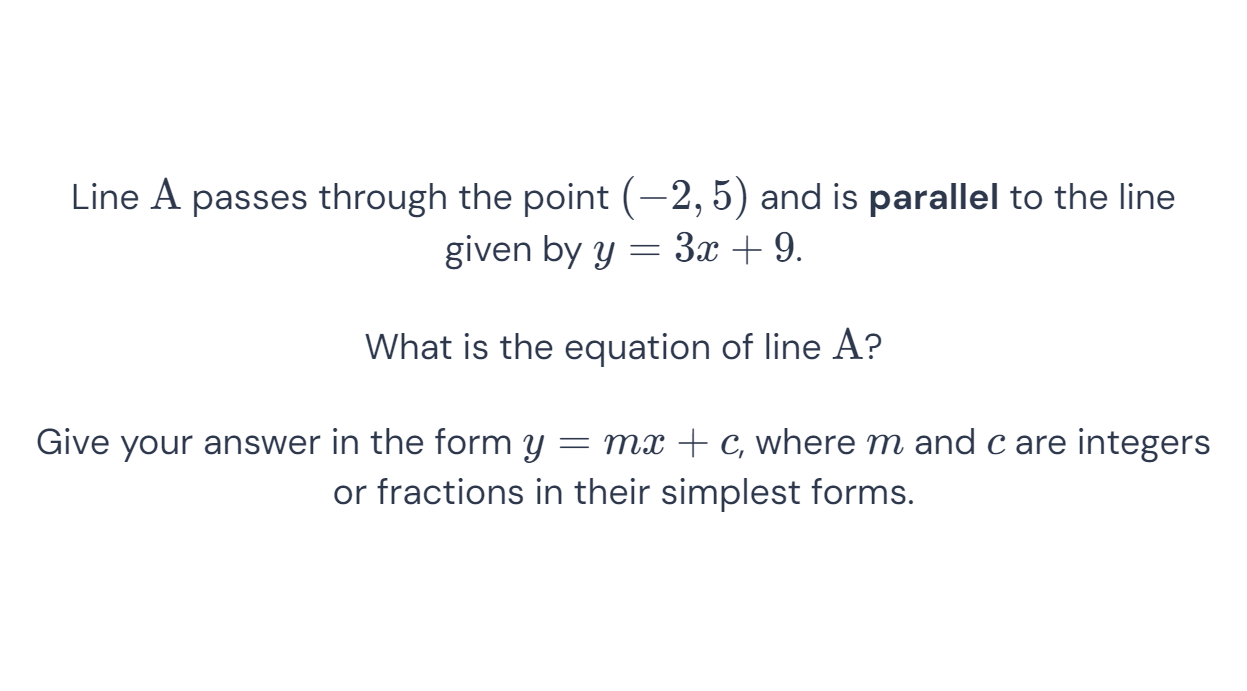 Line A passes through the point (−2, 5) and is parallel to the line
given by y = 3x + 9.
What is the equation of line A?
Give your answer in the form y = mx + c, where m and c are integers
or fractions in their simplest forms.